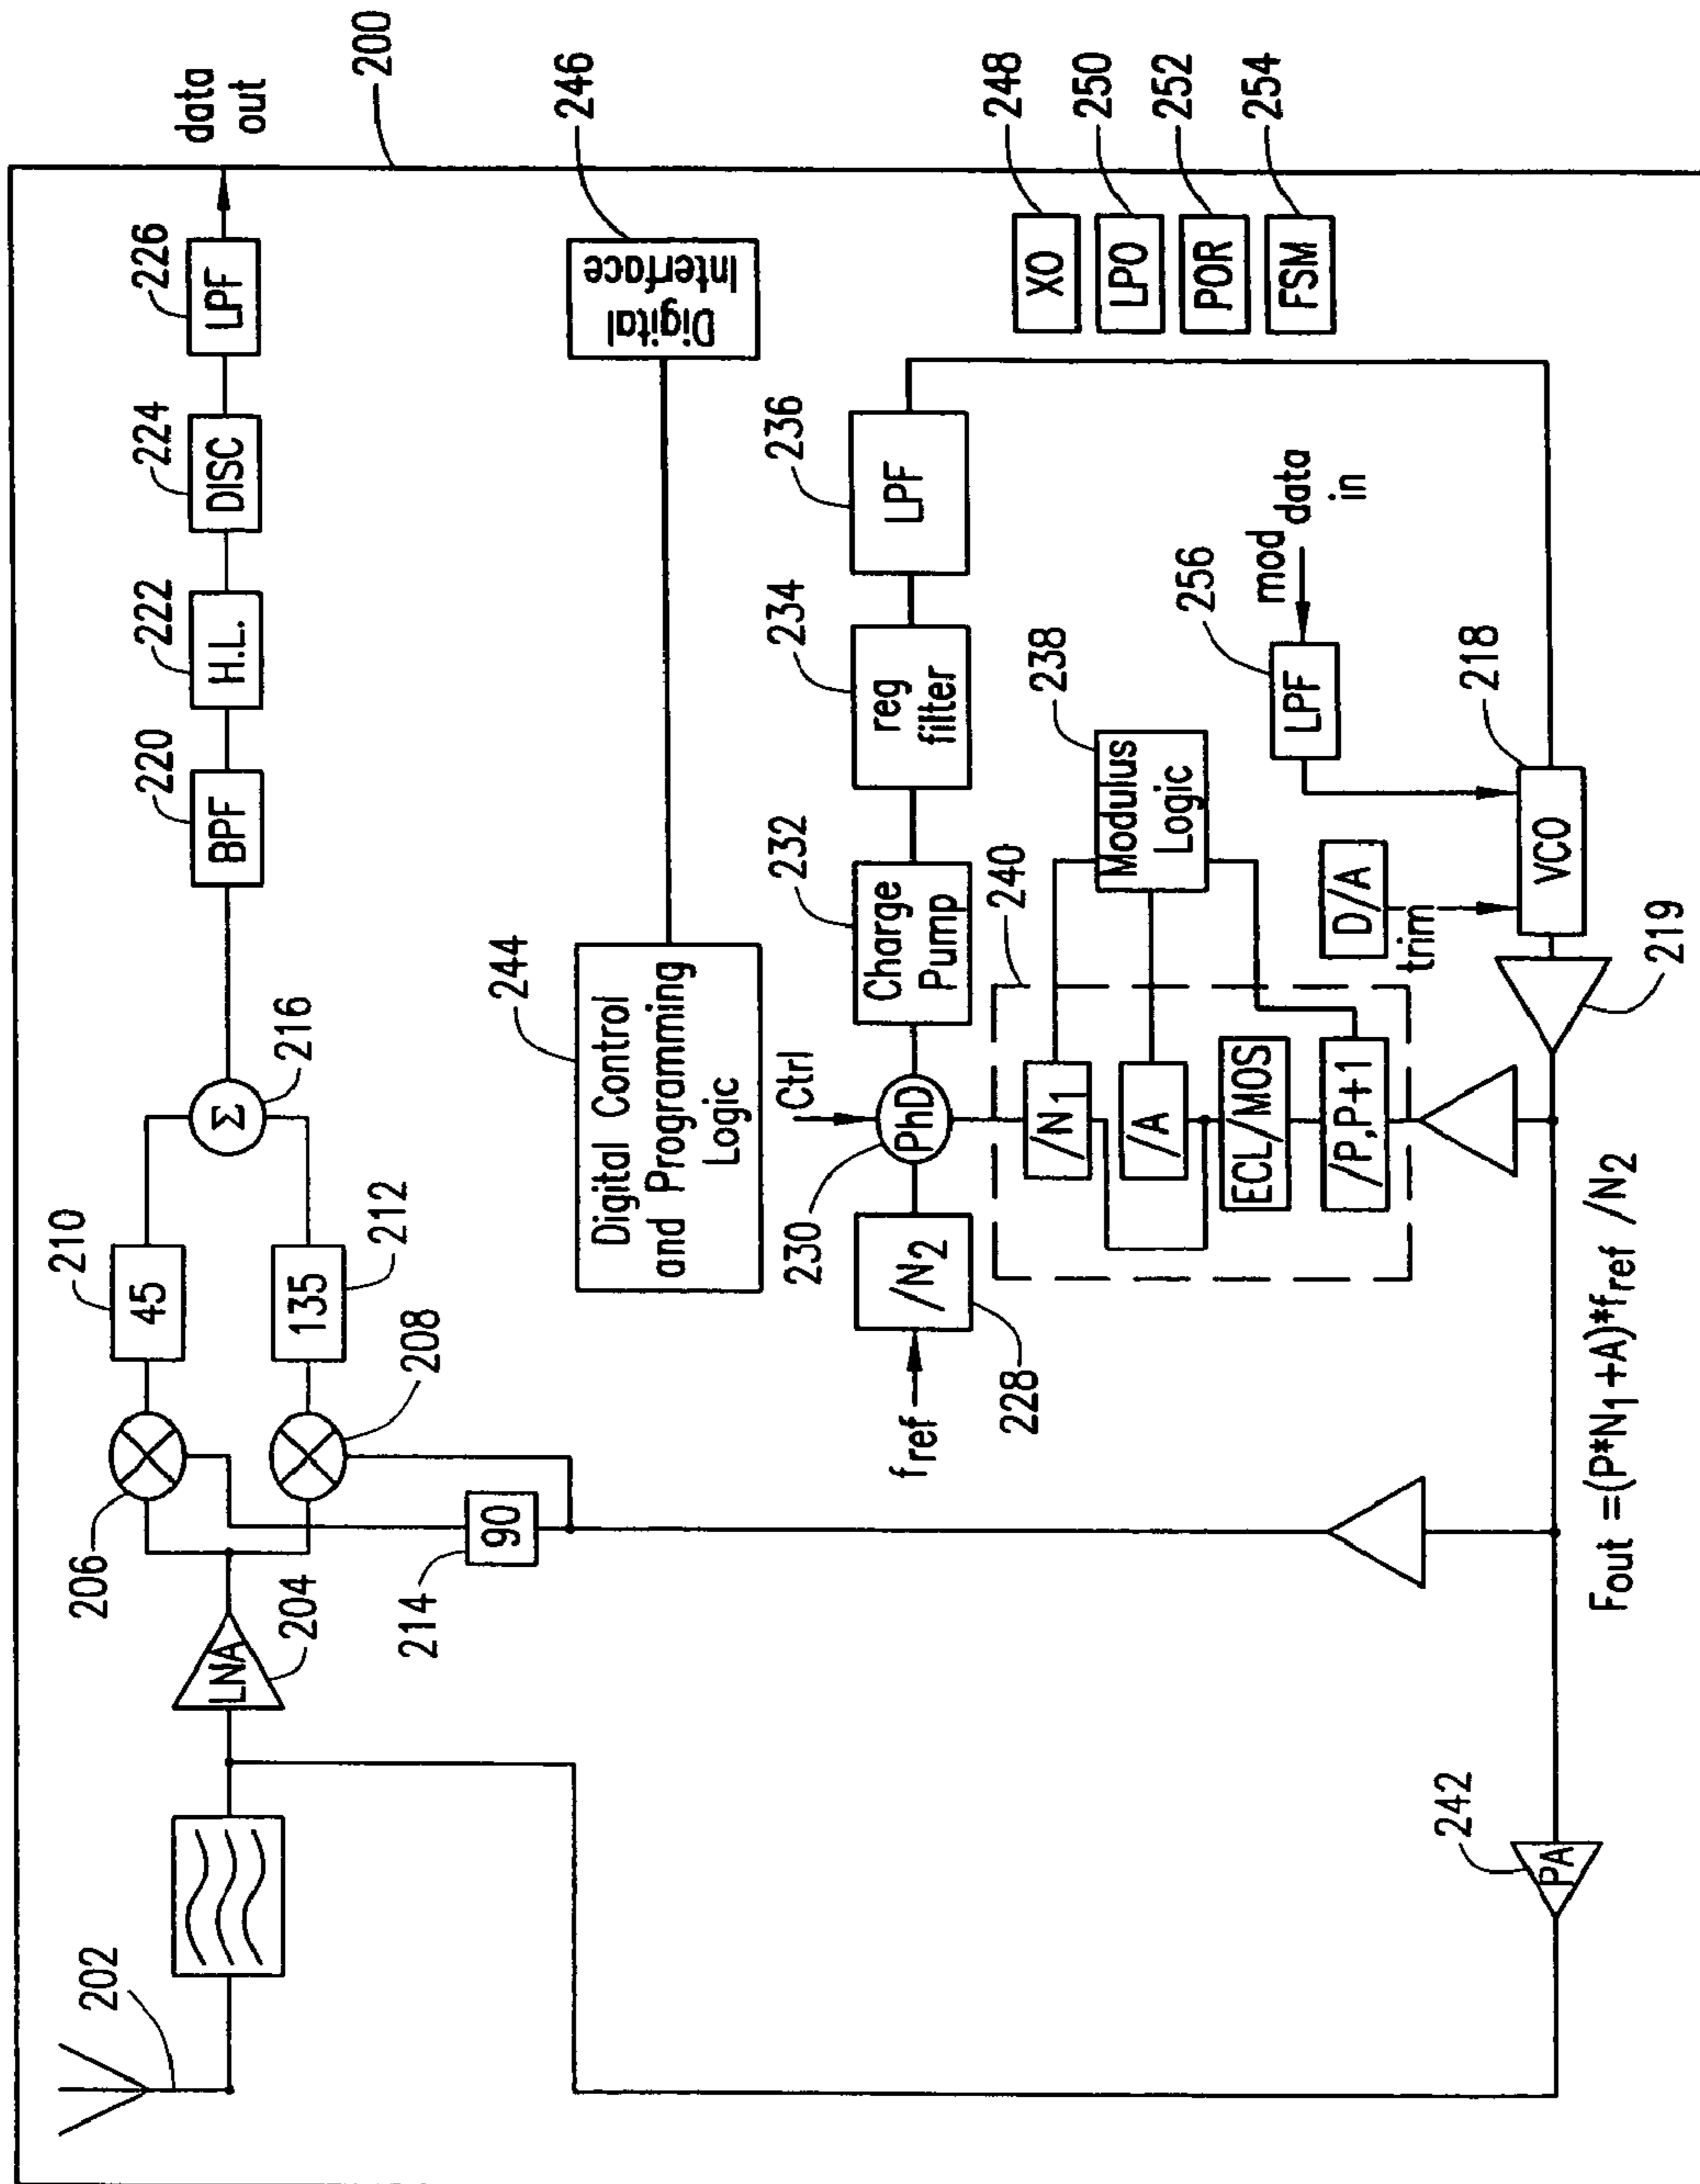 data
out
200
202
LNA
204
206
208
45
210
135
212
90
214
Σ
216
BPF
220
H.L.
222
DISC
224
LPF
226
Digital Control
and Programming
Logic
244
Digital
Interface
246
XO
248
LPO
250
POR
252
FSM
254
fref
/N2
228
Ctrl
PhD
230
Charge
Pump
232
reg
filter
234
LPF
236
/N1
/A
ECL/MOS
/P,P+1
240
Modulus
Logic
238
mod data
in
LPF
256
D/A
trim
VCO
218
219
PA
242
Fout =(P*N1+A)*fref /N2